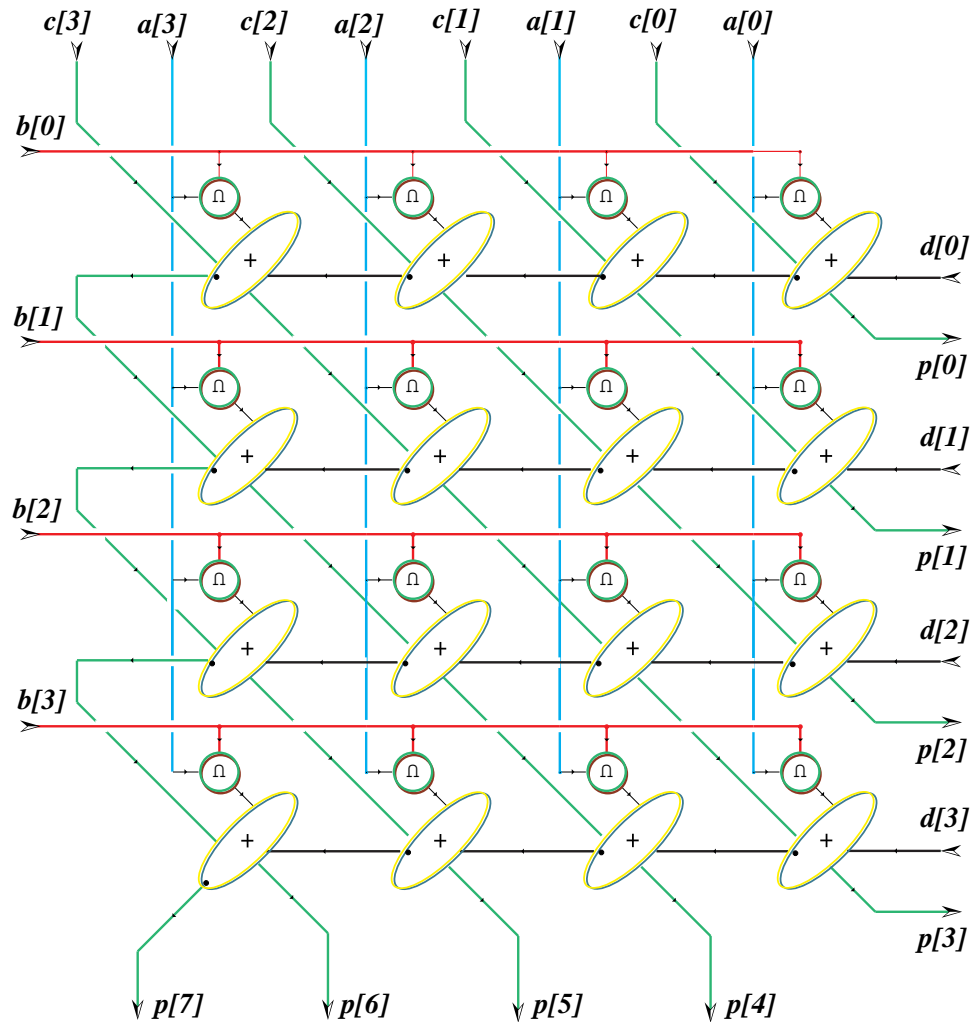 c[3] a[3] c[2] a[2] c[1] a[1] c[0] a[0]
b[0]
Ω Ω Ω Ω
+ + + + d[0]
b[1]
p[0]
Ω Ω Ω Ω
d[1]
+ + + +
b[2]
p[1]
Ω Ω Ω Ω
d[2]
+ + + +
b[3]
p[2]
Ω Ω Ω Ω
d[3]
+ + + +
p[3]
p[7] p[6] p[5] p[4]